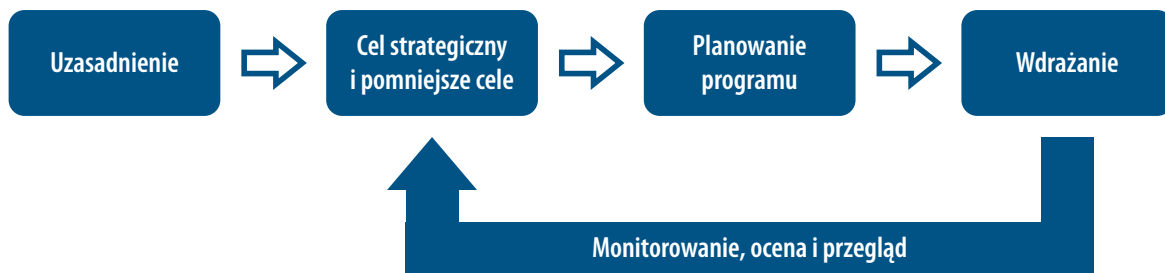 Uzasadnienie
Cel strategiczny
i pomniejsze cele
Planowanie
programu
Wdrażanie
Monitorowanie, ocena i przegląd